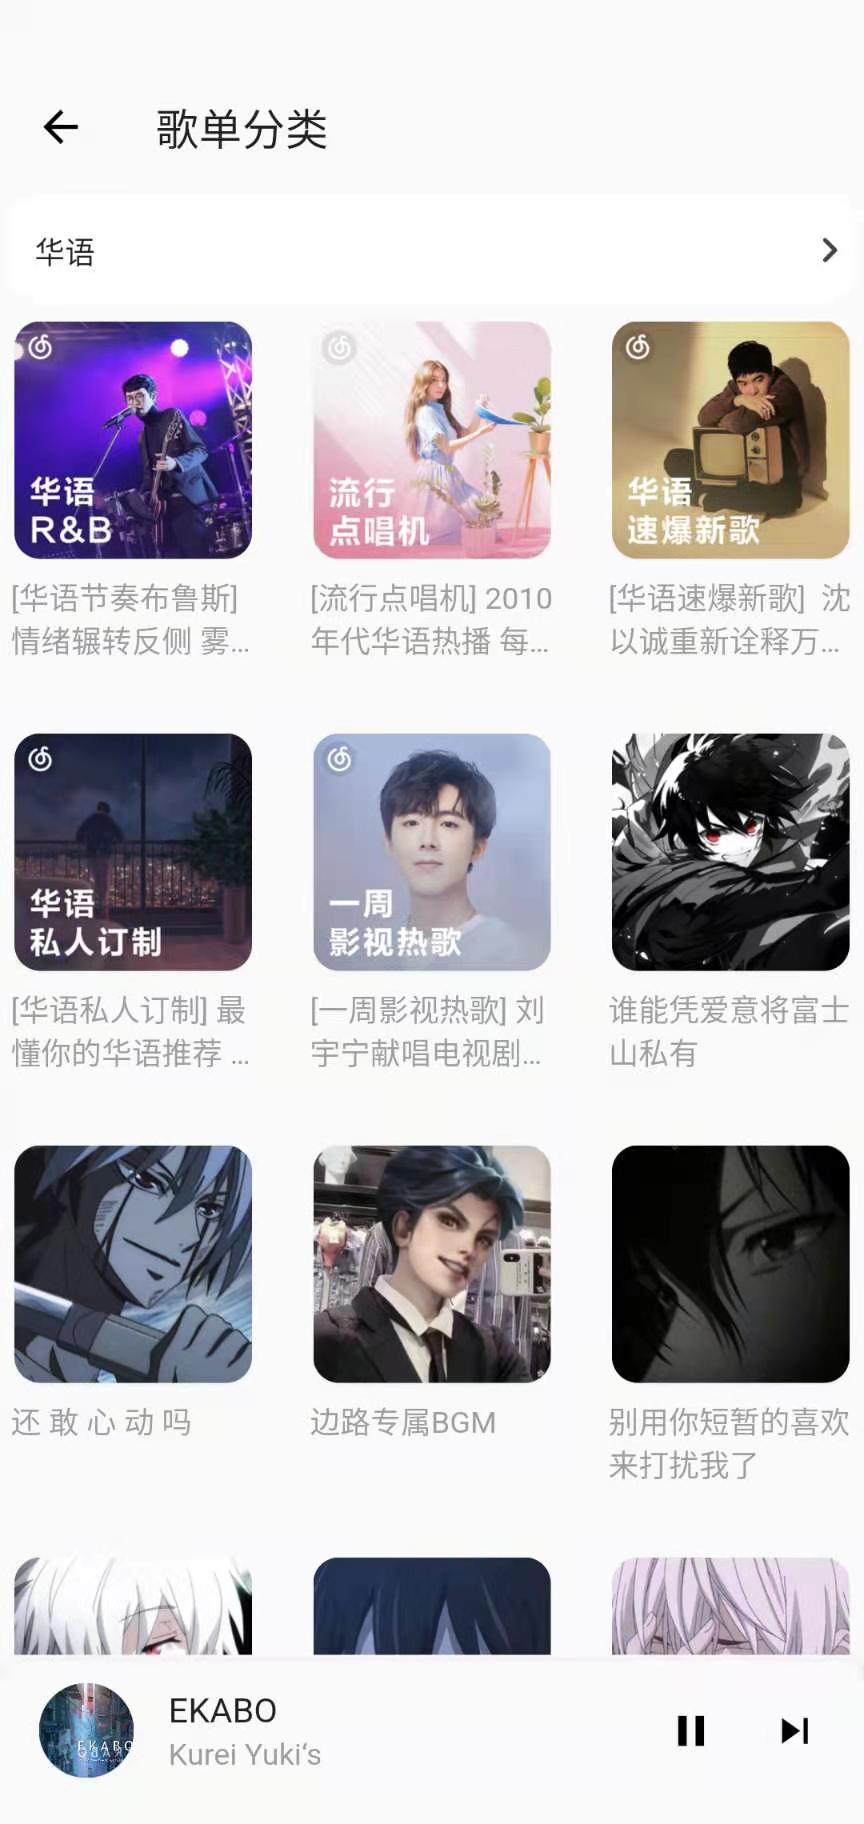 歌单分类
华语
华语
R&B
流行
点唱机
华语
速爆新歌
[华语节奏布鲁斯]
情绪辗转反侧 雾...
[流行点唱机] 2010
年代华语热播 每...
[华语速爆新歌] 沈
以诚重新诠释万...
华语
私人订制
一周
影视热歌
[华语私人订制] 最
懂你的华语推荐 ...
[一周影视热歌] 刘
宇宁献唱电视剧...
谁能凭爱意将富士
山私有
还 敢 心 动 吗
边路专属BGM
别用你短暂的喜欢
来打扰我了
EKABO
EKABO
Kurei Yuki‘s